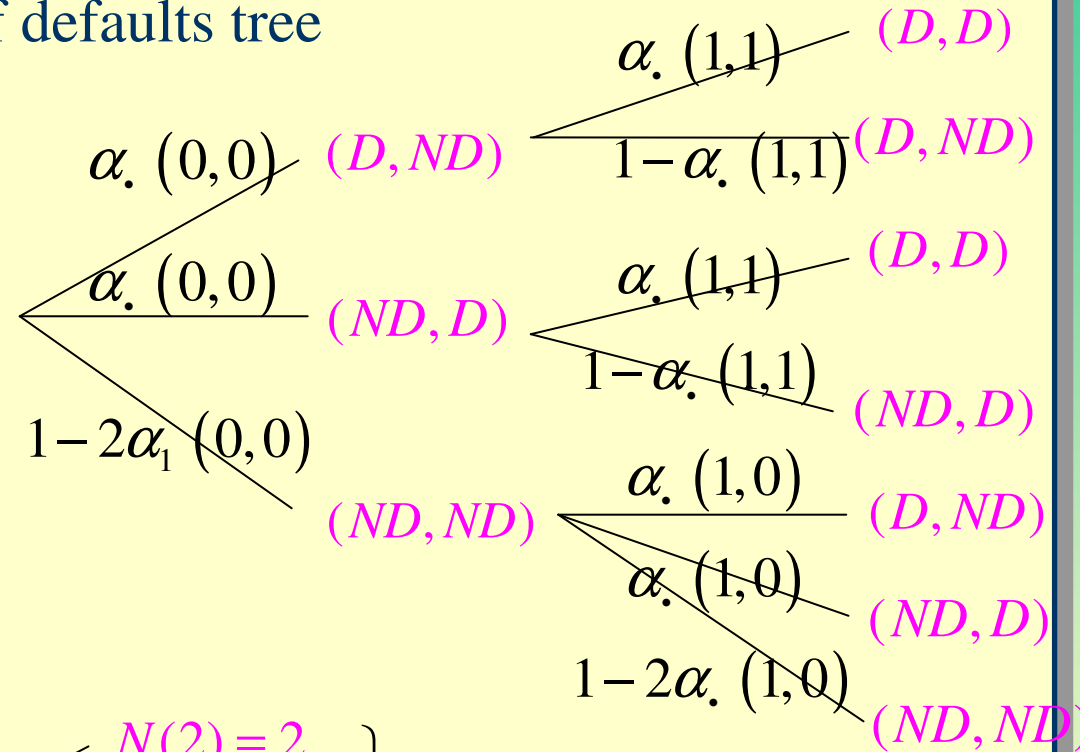 f defaults tree
α. (1,1) (D, D)
α. (0,0) (D, ND) 1−α. (1,1) (D, ND)
α. (0,0) (ND, D) α. (1,1) (D, D)
1−α. (1,1) (ND, D)
1−2α₁ (0,0) (ND, ND) α. (1,0) (D, ND)
α. (1,0) (ND, D)
1−2α. (1,0) (ND, ND)
N(2) = 2